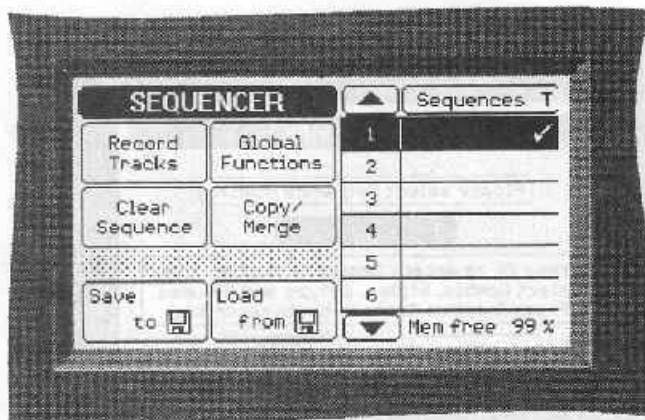 SEQUENCER
Record
Tracks
Global
Functions
Clear
Sequence
Copy/
Merge
Save
to
Load
from
Sequences T
1
2
3
4
5
6
Mem free 99 %